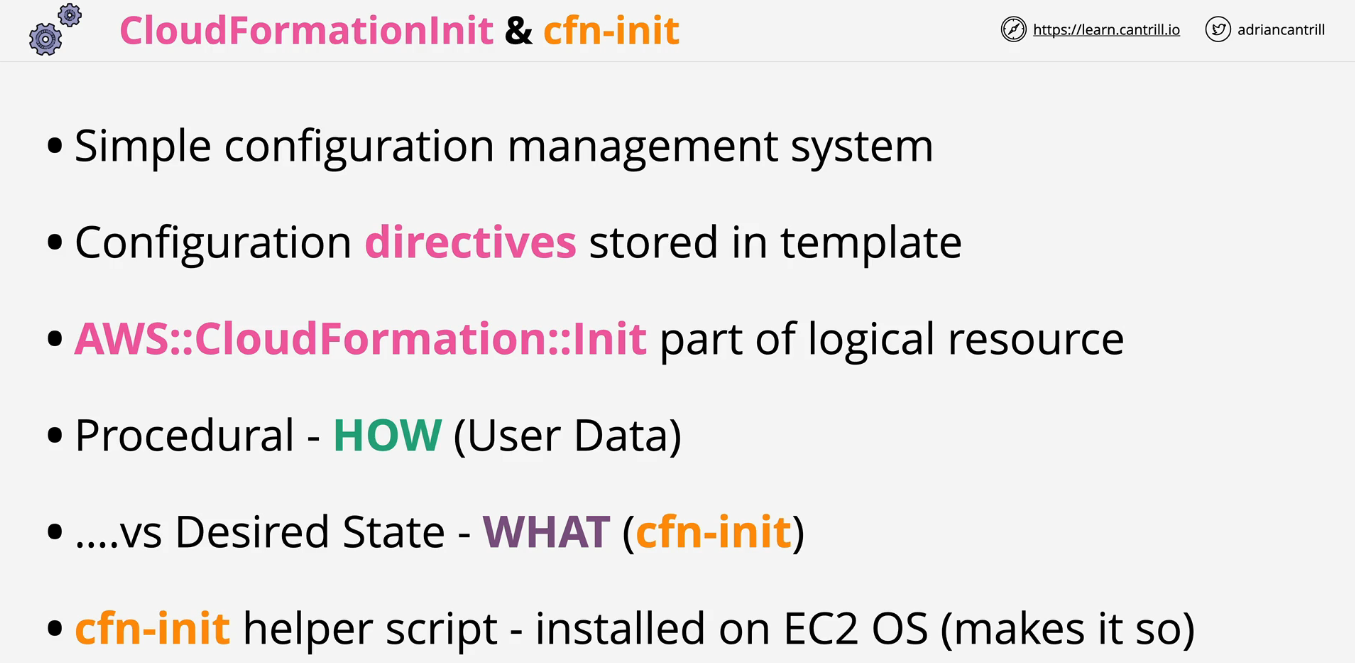 CloudFormationInit & cfn-init
https://learn.cantrill.io
adriancantrill
• Simple configuration management system
• Configuration directives stored in template
• AWS::CloudFormation::Init part of logical resource
• Procedural - HOW (User Data)
• ....vs Desired State - WHAT (cfn-init)
• cfn-init helper script - installed on EC2 OS (makes it so)